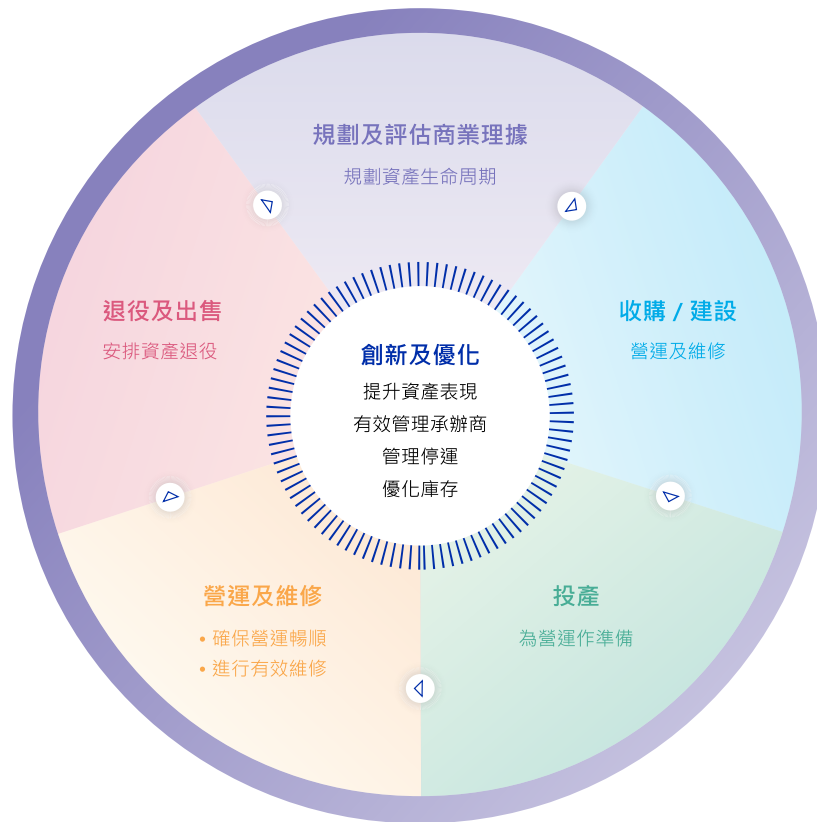 規劃及評估商業理據
規劃資產生命周期
收購 / 建設
營運及維修
投產
為營運作準備
營運及維修
• 確保營運暢順
• 進行有效維修
退役及出售
安排資產退役
創新及優化
提升資產表現
有效管理承辦商
管理停運
優化庫存